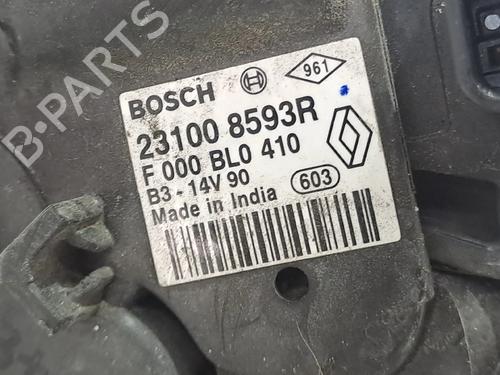 BOSCH
961
23100 8593R
F 000 BL0 410
B3 - 14V 90
Made in India
603
B-PARTS